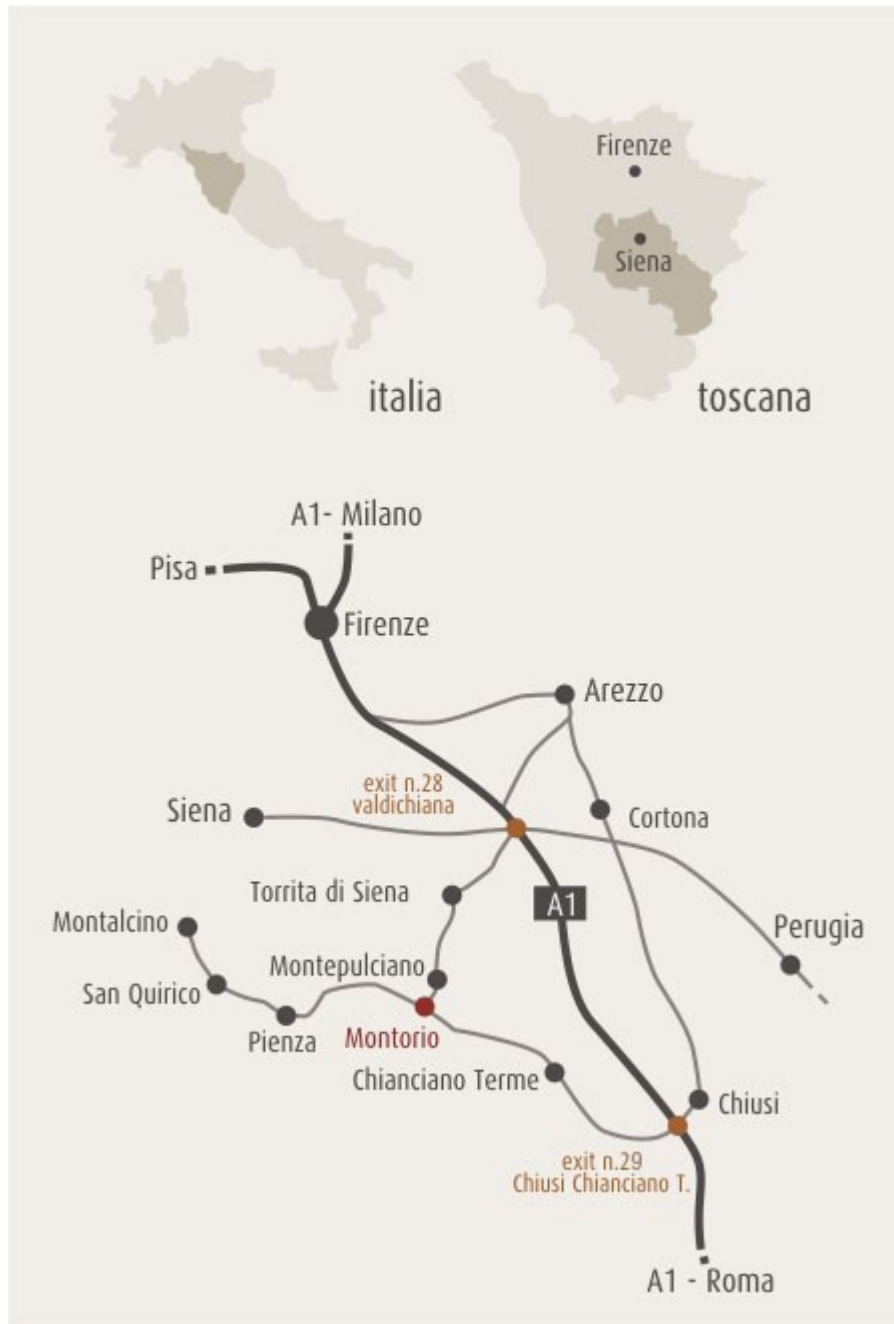 Firenze
Siena
italia
toscana
A1- Milano
Pisa
Firenze
Arezzo
exit n.28
valdichiana
Siena
Cortona
Torrita di Siena
A1
Montalcino
Perugia
Montepulciano
San Quirico
Pienza
Montorio
Chianciano Terme
Chiusi
exit n.29
Chiusi Chianciano T.
A1 - Roma